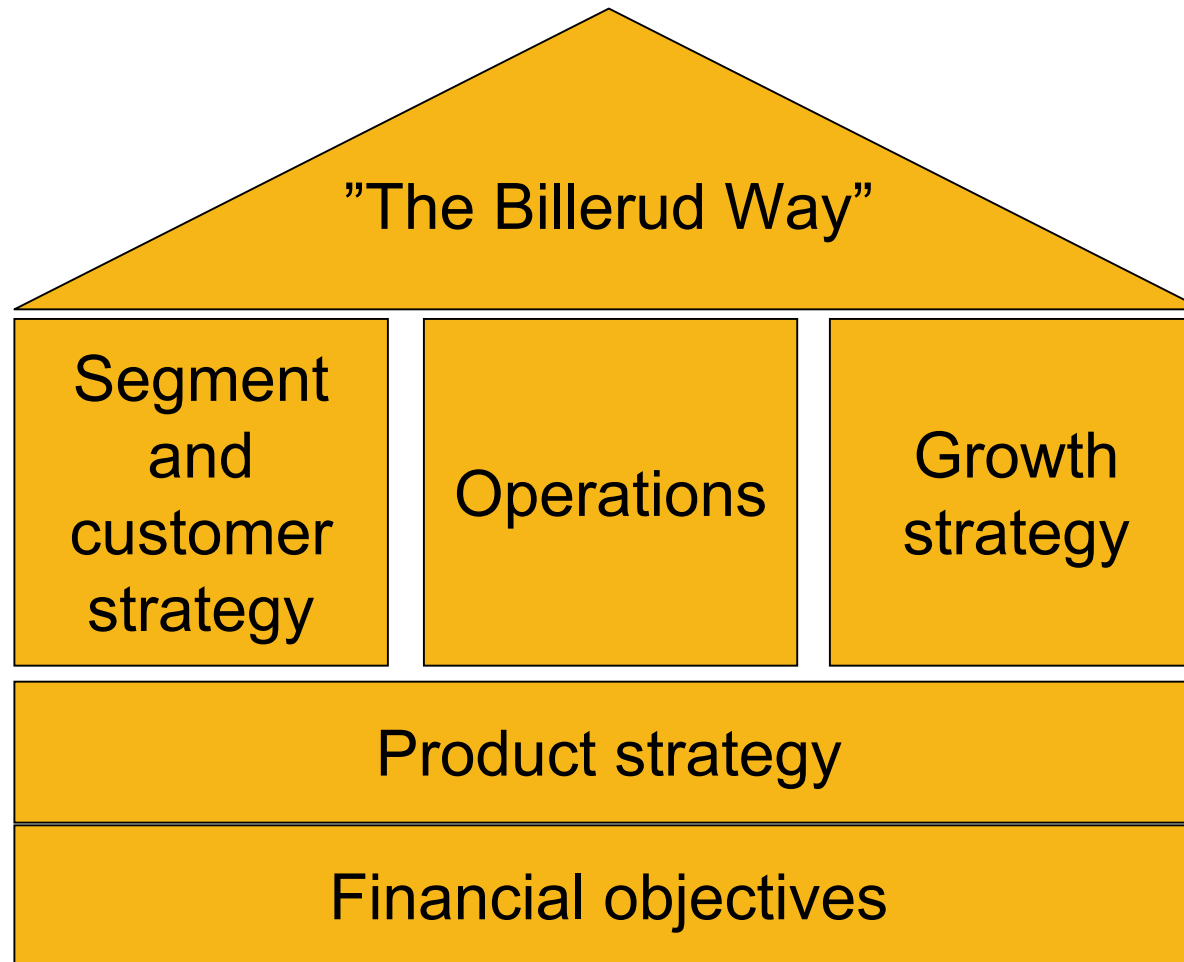 ”The Billerud Way”
Segment
and
customer
strategy
Operations
Growth
strategy
Product strategy
Financial objectives